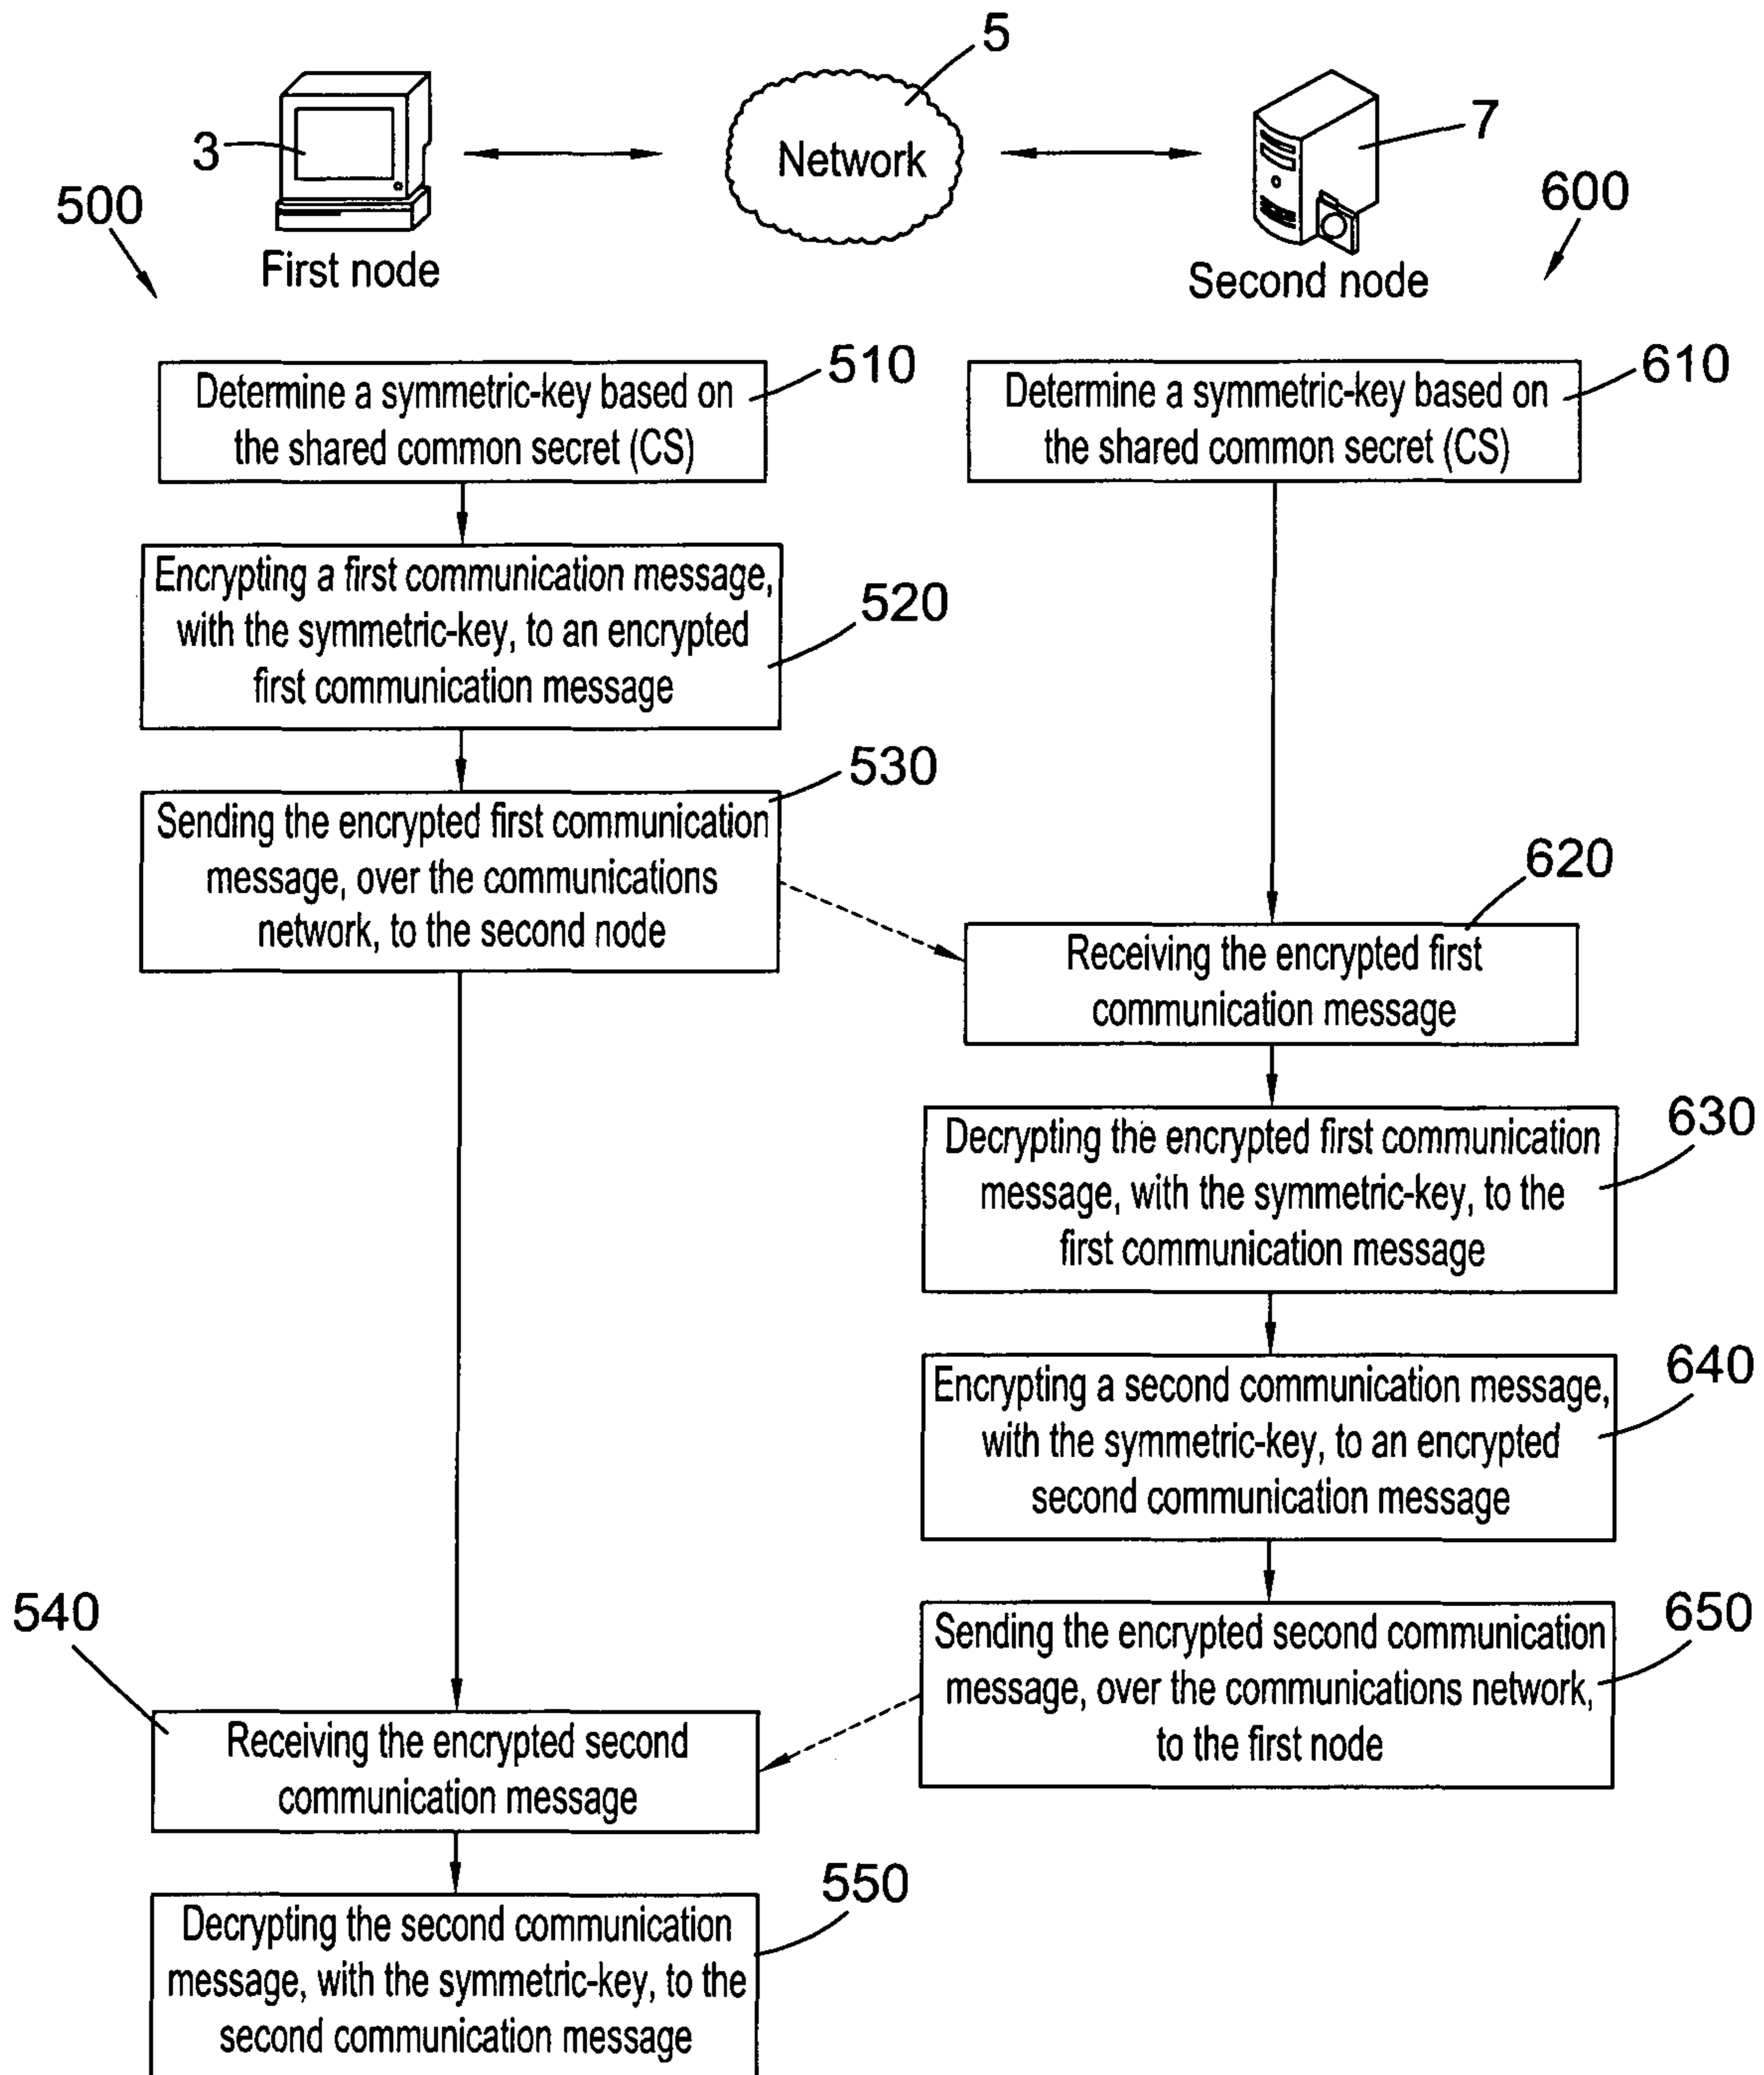 5
3
Network
7
500
600
First node
Second node
510
Determine a symmetric-key based on
the shared common secret (CS)
610
Determine a symmetric-key based on
the shared common secret (CS)
520
Encrypting a first communication message,
with the symmetric-key, to an encrypted
first communication message
530
Sending the encrypted first communication
message, over the communications
network, to the second node
620
Receiving the encrypted first
communication message
630
Decrypting the encrypted first communication
message, with the symmetric-key, to the
first communication message
640
Encrypting a second communication message,
with the symmetric-key, to an encrypted
second communication message
650
Sending the encrypted second communication
message, over the communications network,
to the first node
540
Receiving the encrypted second
communication message
550
Decrypting the second communication
message, with the symmetric-key, to the
second communication message